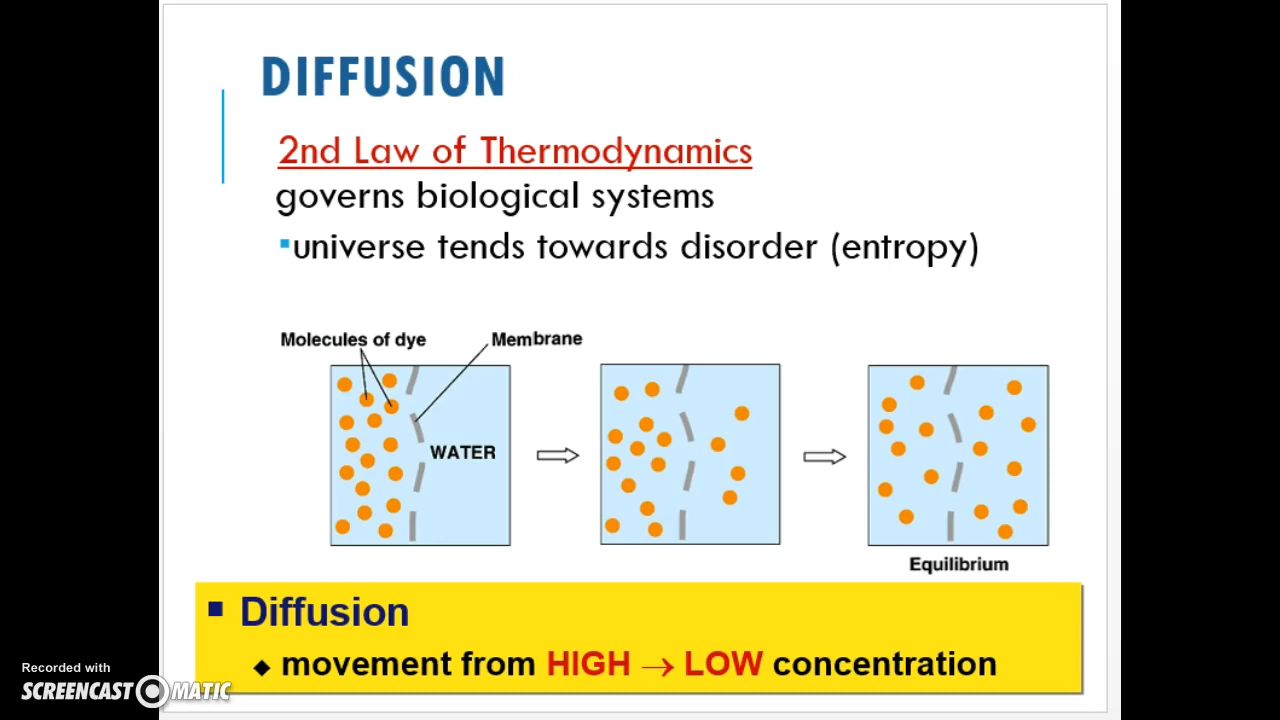 DIFFUSION
2nd Law of Thermodynamics
governs biological systems
▪universe tends towards disorder (entropy)
Molecules of dye
Membrane
WATER
Equilibrium
▪ Diffusion
◆ movement from HIGH → LOW concentration
Recorded with
SCREENCAST MATIC